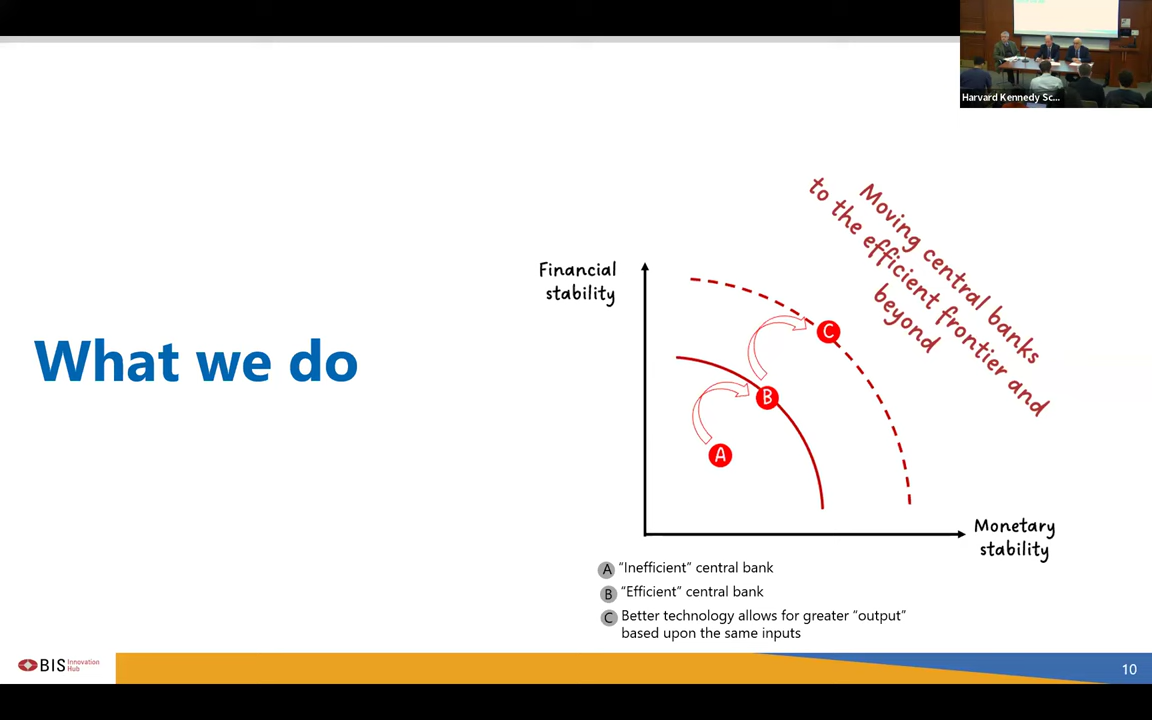 Harvard Kennedy Sc...
What we do
Moving central banks
to the efficient frontier and
beyond
Financial
stability
C
B
A
Monetary
stability
A "Inefficient" central bank
B "Efficient" central bank
C Better technology allows for greater "output"
based upon the same inputs
BIS Innovation
Hub
10